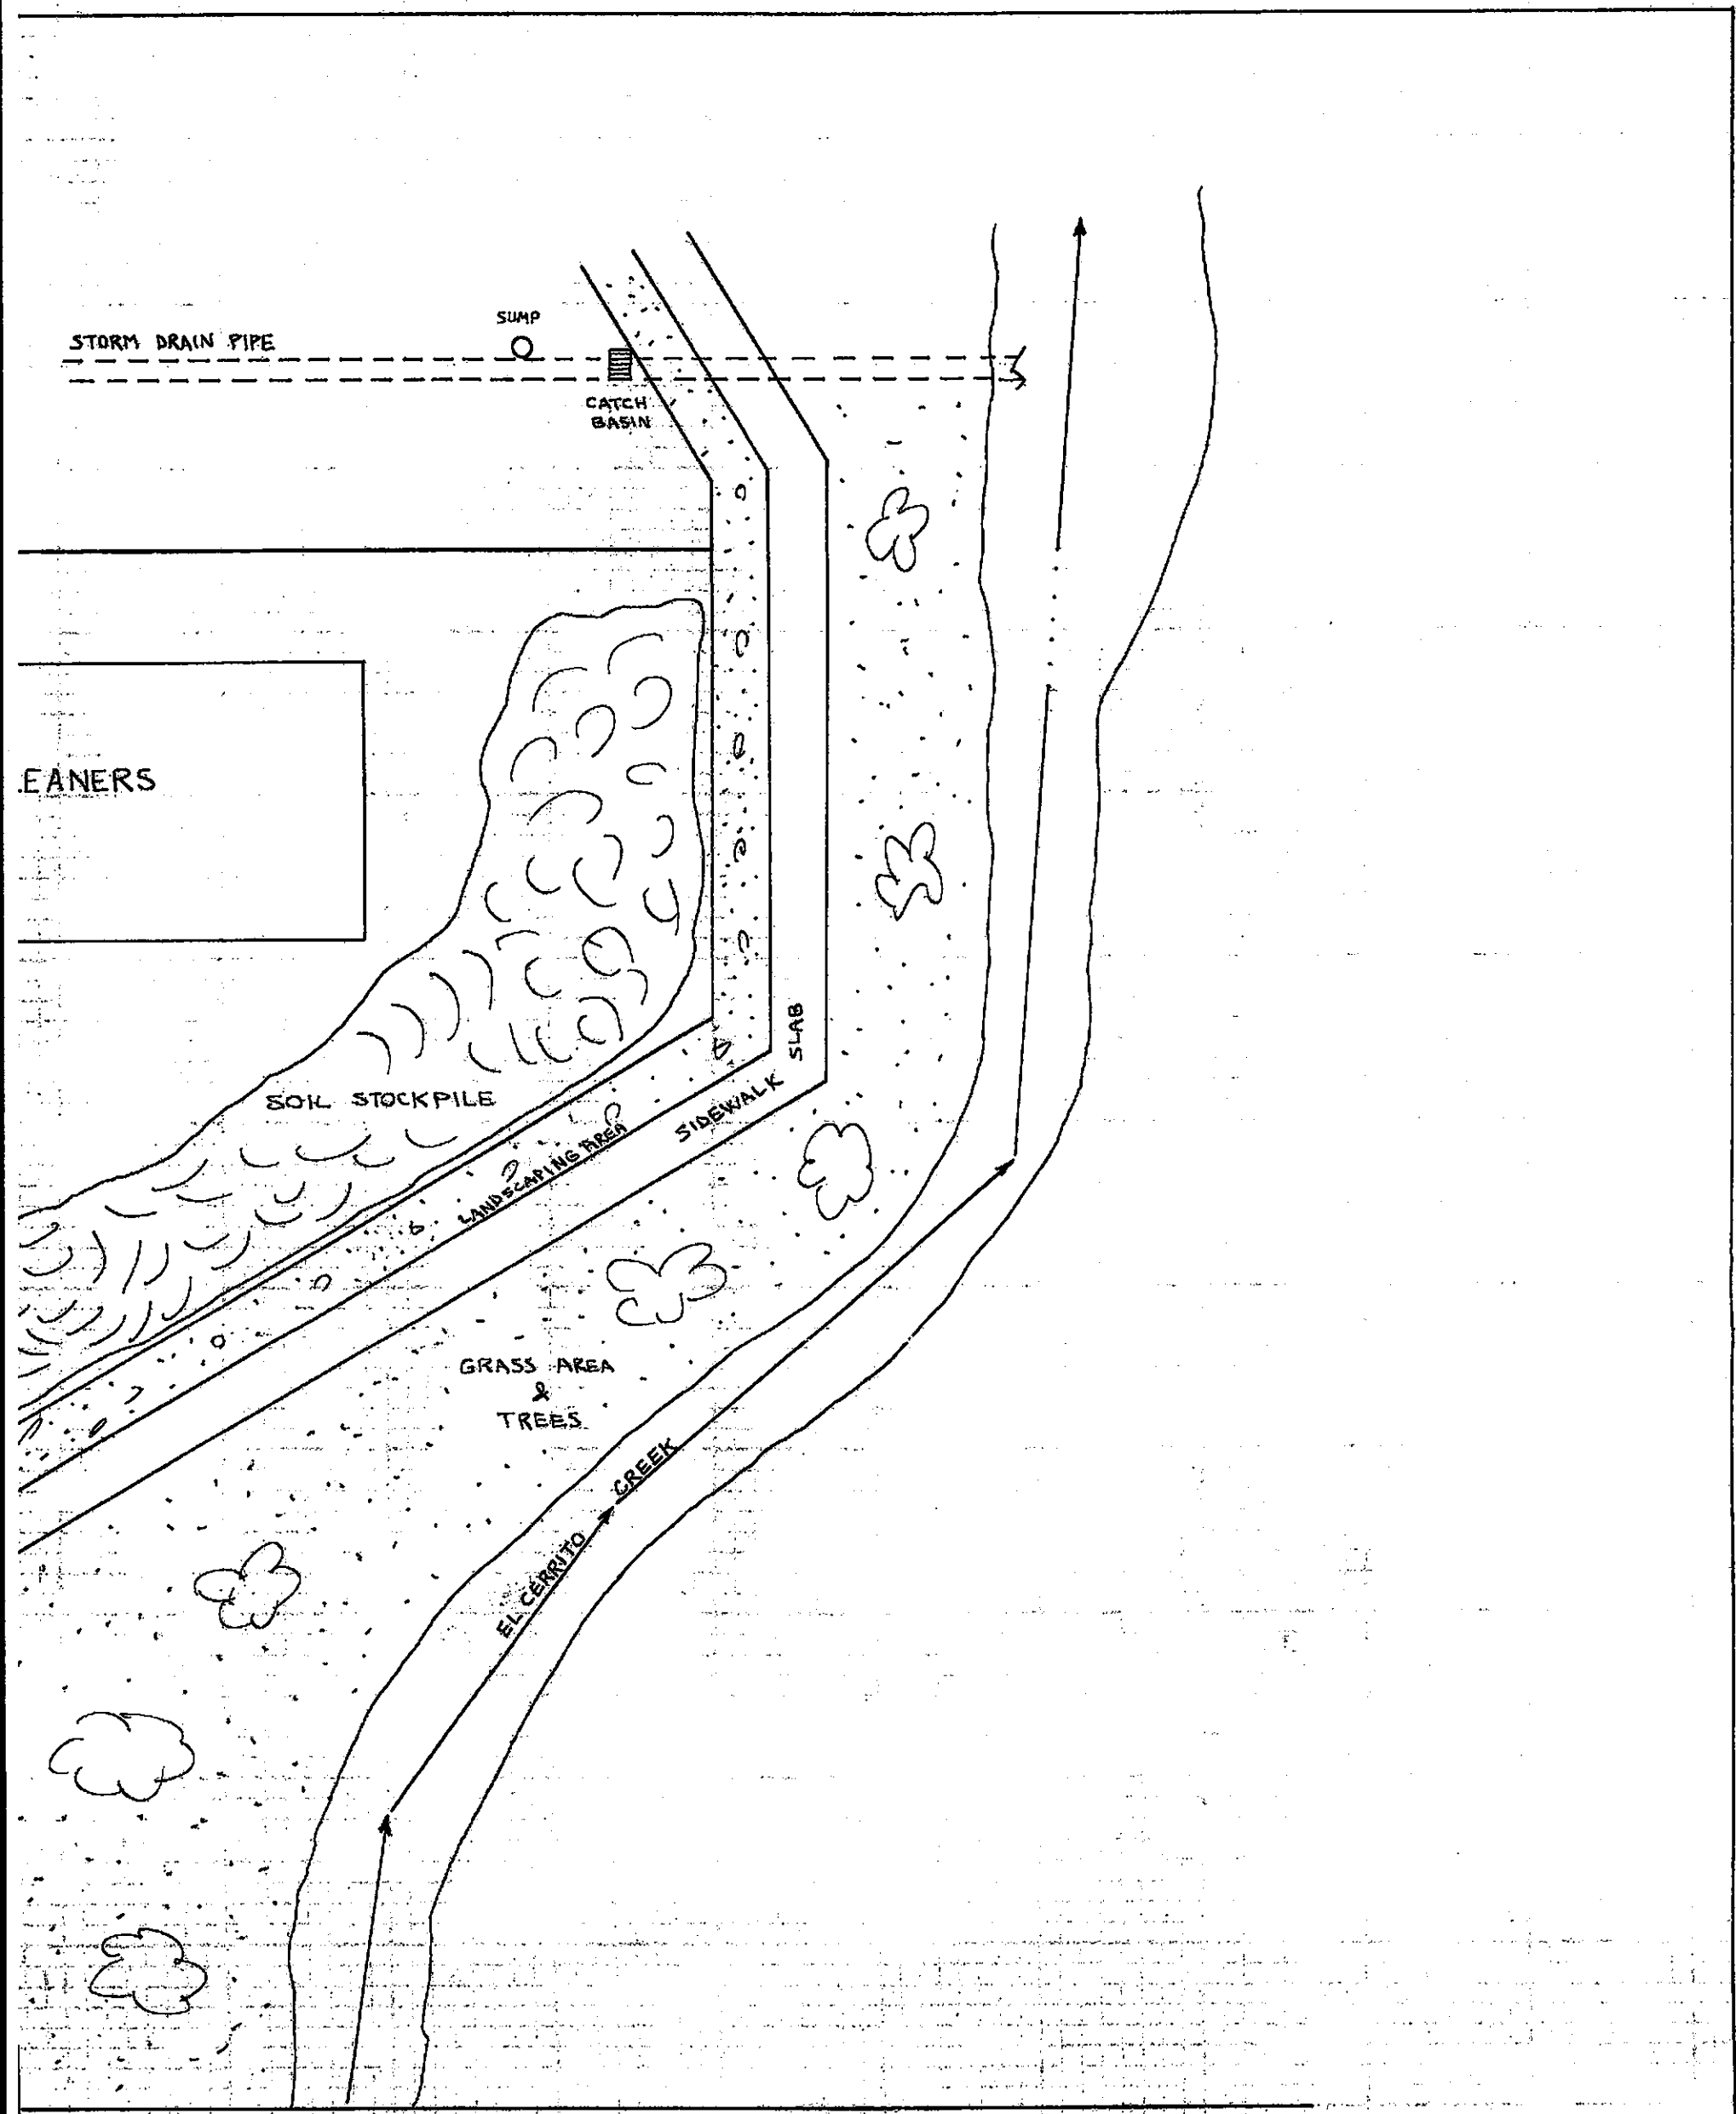 SUMP
STORM DRAIN PIPE
CATCH
BASIN
EANERS
SLAB
SIDEWALK
SOIL STOCKPILE
LANDSCAPING AREA
GRASS AREA
&
TREES
EL CERRITO CREEK